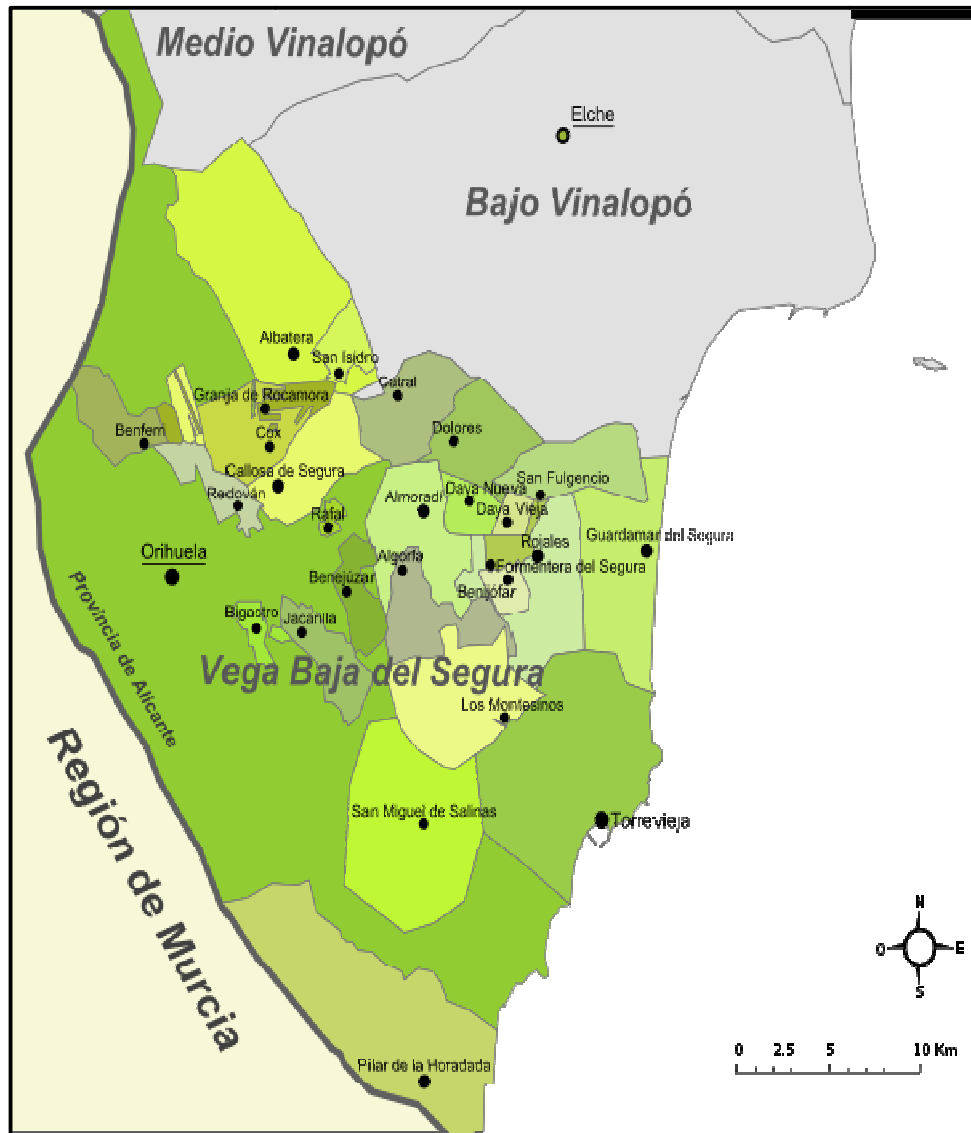 Medio Vinalopó
Elche
Bajo Vinalopó
Albatera
San Isidro
Catral
Granja de Rocamora
Benferri
Cox
Dolores
Callosa de Segura
San Fulgencio
Daya Nueva
Redován
Almoradí
Daya Vieja
Rafal
Guardamar del Segura
Orihuela
Rojales
Algorfa
Formentera del Segura
Benejúzar
Benijófar
Bigastro
Jacarilla
Provincia de Alicante
Vega Baja del Segura
Los Montesinos
Región de Murcia
San Miguel de Salinas
Torrevieja
Pilar de la Horadada
N
O
E
S
0 2.5 5 10 Km